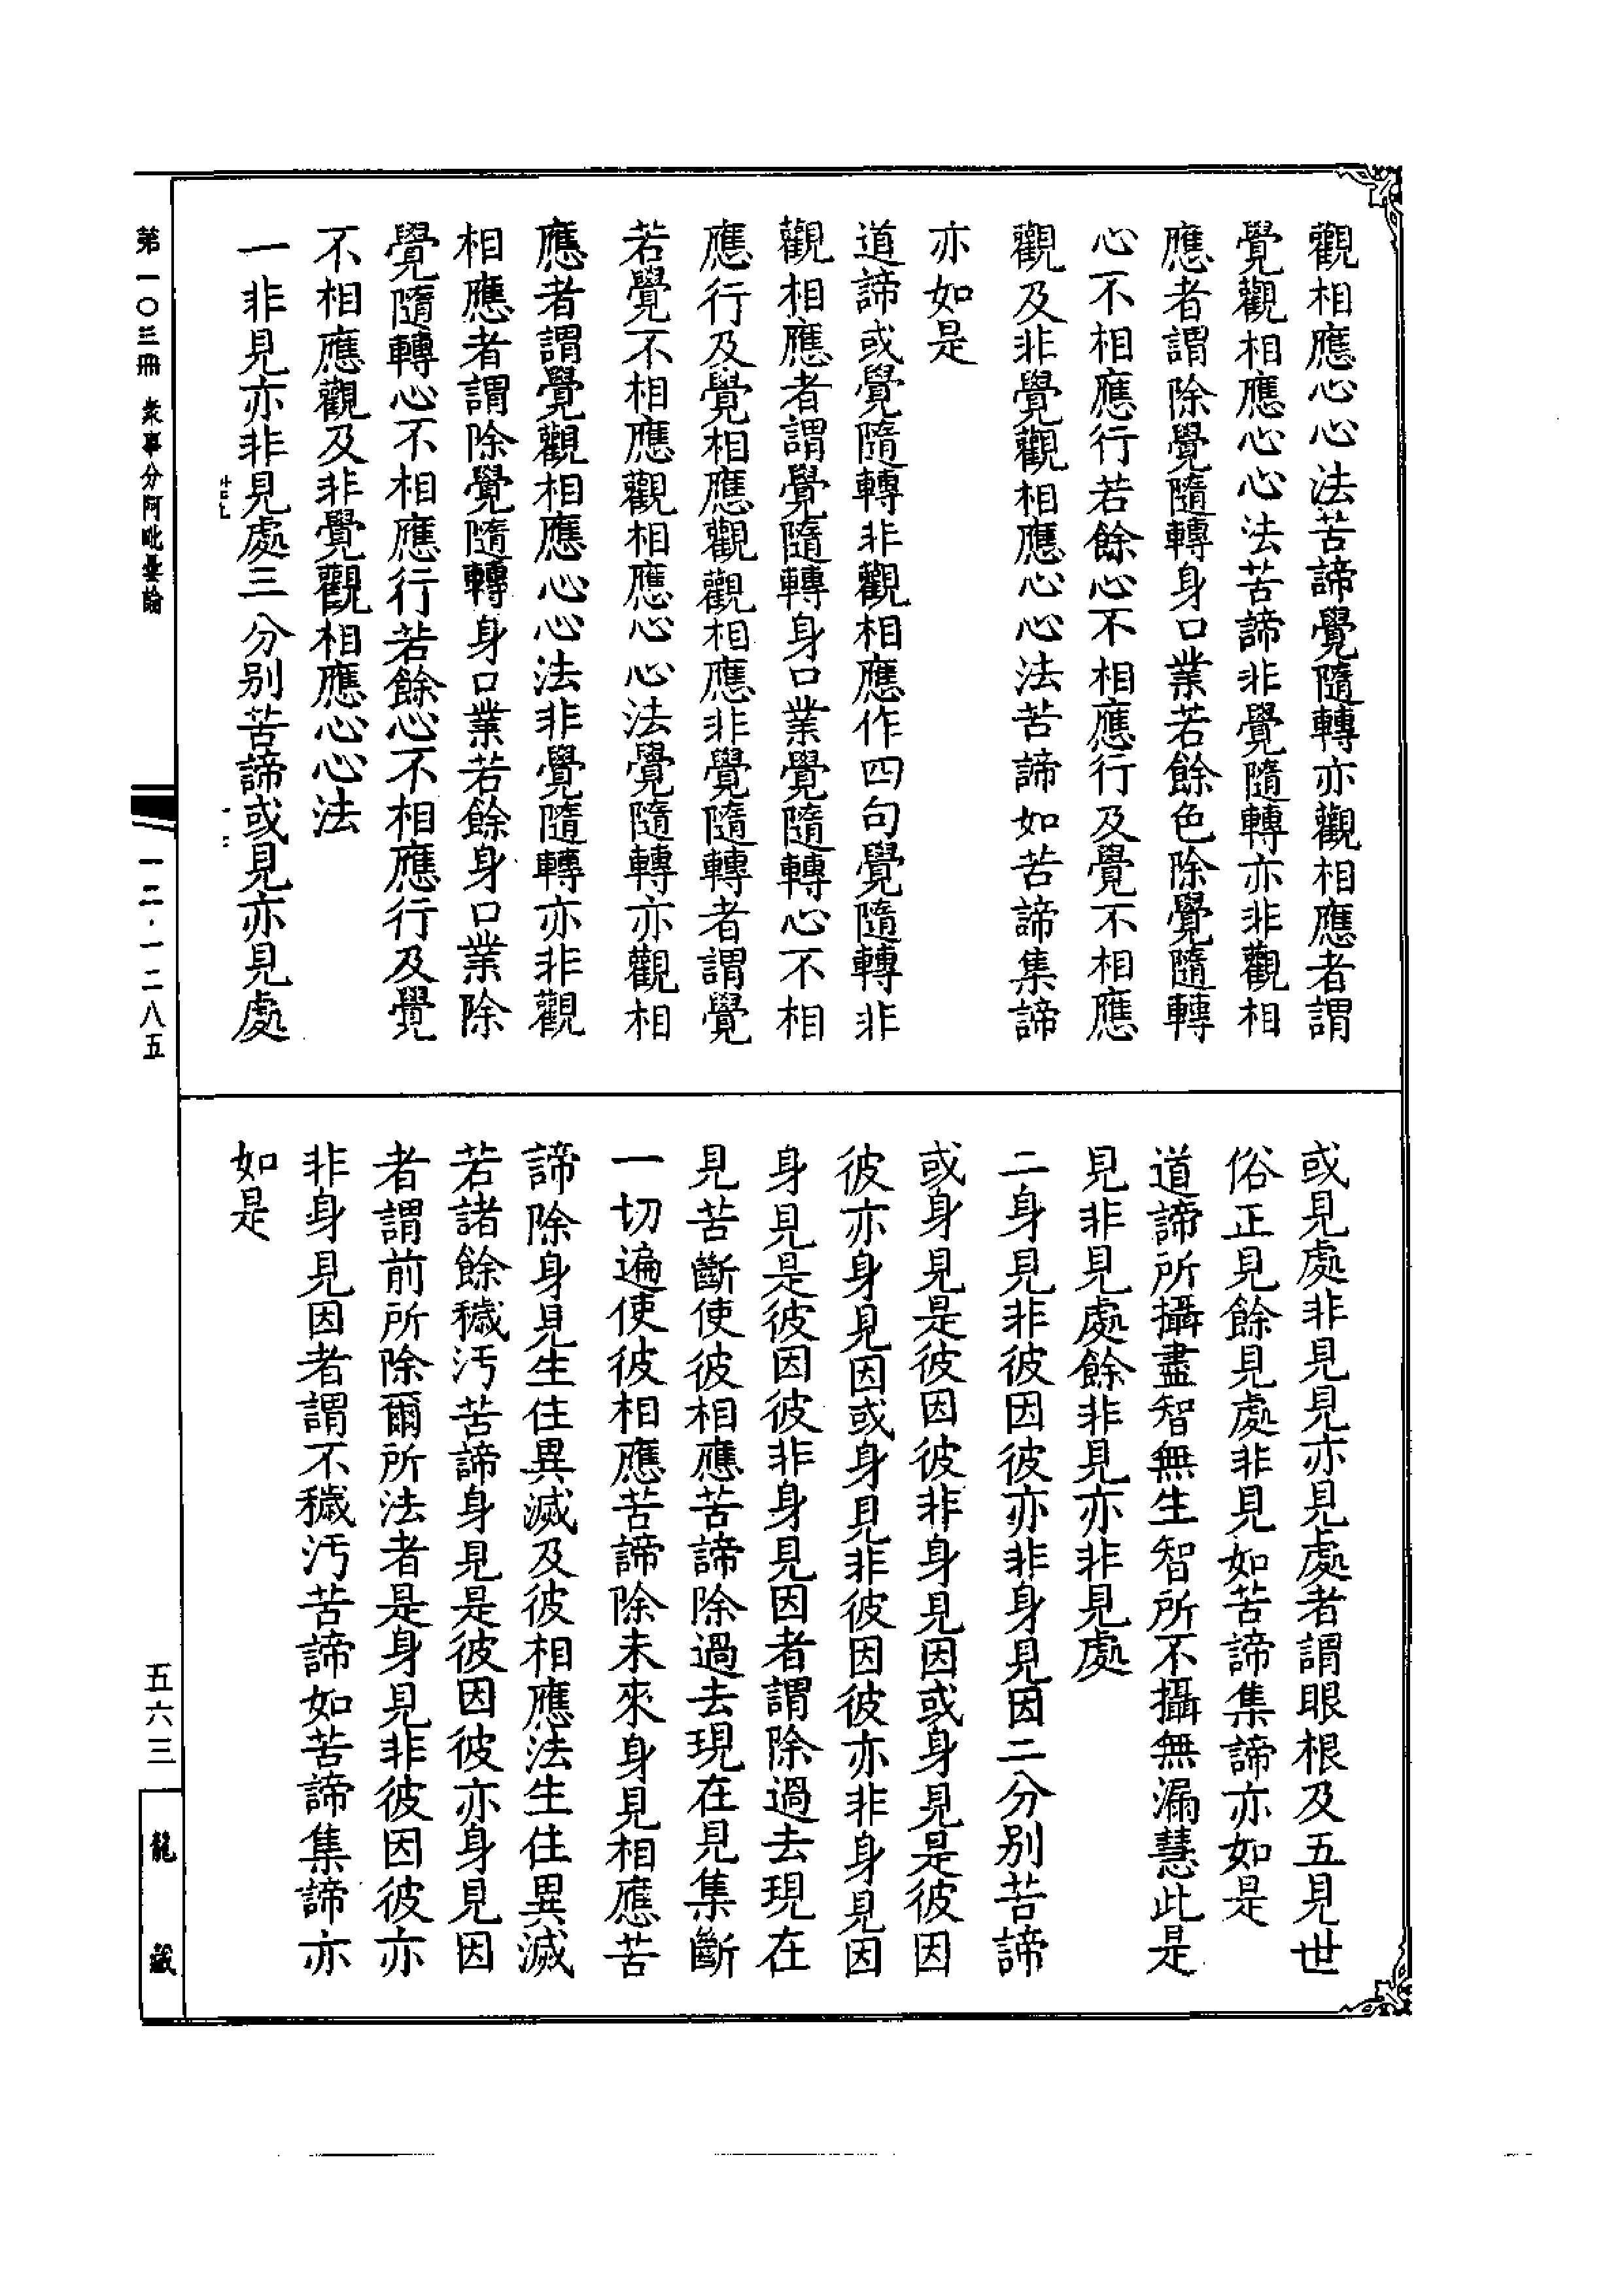 觀相應心心法苦諦覺隨轉亦觀相應者謂
覺觀相應心心法苦諦非覺隨轉亦非觀相
應者謂除覺隨轉身口業若餘色除覺隨轉
心不相應行若餘心不相應行及覺不相應
觀及非覺觀相應心心法苦諦如苦諦集諦
亦如是
道諦或覺隨轉非觀相應作四句覺隨轉非
觀相應者謂覺隨轉身口業覺隨轉心不相
應行及覺相應觀觀相應非覺隨轉者謂覺
若覺不相應觀相應心心法覺隨轉亦觀相
應者謂覺觀相應心心法非覺隨轉亦非觀
相應者謂除覺隨轉身口業若餘身口業除
覺隨轉心不相應行若餘心不相應行及覺
不相應觀及非覺觀相應心心法
一非見亦非見處三分別苦諦或見亦見處
或見處非見見亦見處者謂眼根及五見世
俗正見餘見處非見如苦諦集諦亦如是
道諦所攝盡智無生智所不攝無漏慧此是
見非見處餘非見亦非見處
二身見非彼因彼亦非身見因二分別苦諦
或身見是彼因彼非身見因或身見是彼因
彼亦身見因或身見非彼因彼亦非身見因
身見是彼因彼非身見因者謂除過去現在
見苦斷使彼相應苦諦除過去現在見集斷
一切遍使彼相應苦諦除未來身見相應苦
諦除身見生住異滅及彼相應法生住異滅
若諸餘穢汚苦諦身見是彼因彼亦身見因
者謂前所除爾所法者是身見非彼因彼亦
非身見因者謂不穢汚苦諦如苦諦集諦亦
如是
第一〇三冊 衆事分阿毗曇論
一二·一二八五
五六三
龍藏